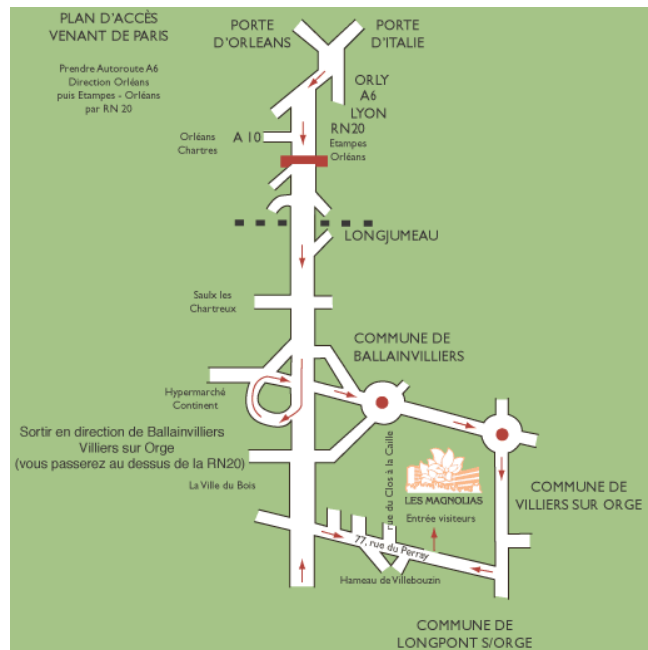 PLAN D'ACCÈS
VENANT DE PARIS
Prendre Autoroute A6
Direction Orléans
puis Etampes - Orléans
par RN 20
PORTE
D'ORLEANS
PORTE
D'ITALIE
ORLY
A6
LYON
RN20
Etampes
Orléans
Orléans
Chartres
A 10
LONGJUMEAU
Saulx les
Chartreux
COMMUNE DE
BALLAINVILLIERS
Hypermarché
Continent
Sortir en direction de Ballainvilliers
Villiers sur Orge
(vous passerez au dessus de la RN20)
La Ville du Bois
rue du Clos à la Caille
LES MAGNOLIAS
Entrée visiteurs
COMMUNE DE
VILLIERS SUR ORGE
77, rue du Perray
Hameau de Villebouzin
COMMUNE DE
LONGPONT S/ORGE